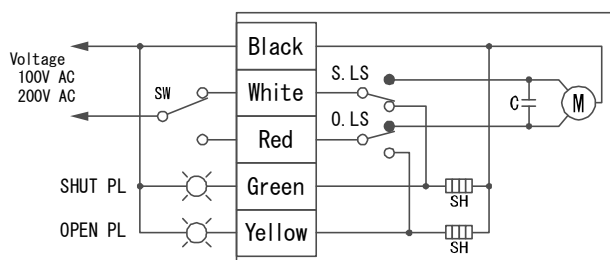 Voltage
100V AC
200V AC
SW
SHUT PL
OPEN PL
Black
White
Red
Green
Yellow
S.LS
O.LS
C
M
SH
SH